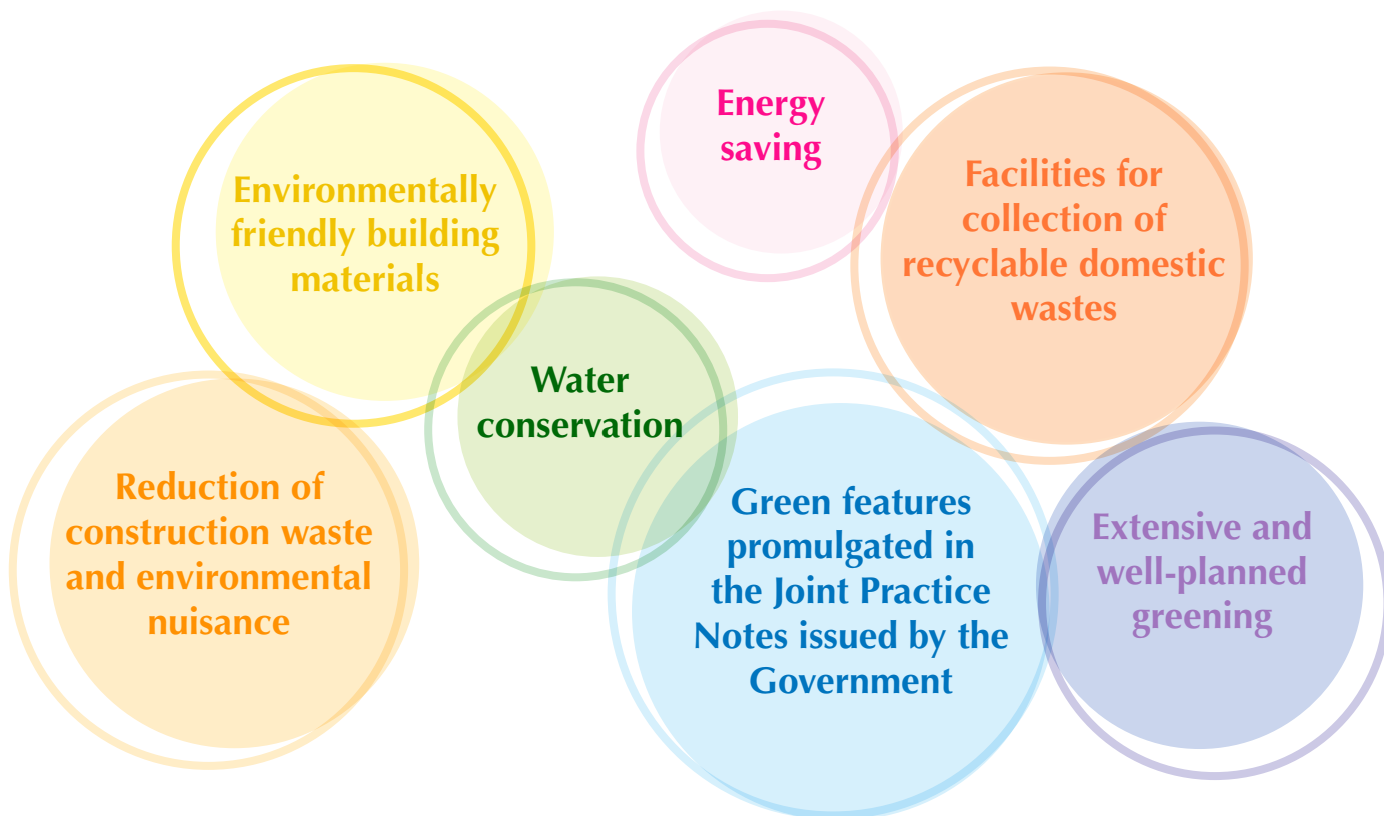 Energy
saving
Environmentally
friendly building
materials
Facilities for
collection of
recyclable domestic
wastes
Water
conservation
Reduction of
construction waste
and environmental
nuisance
Green features
promulgated in
the Joint Practice
Notes issued by the
Government
Extensive and
well-planned
greening